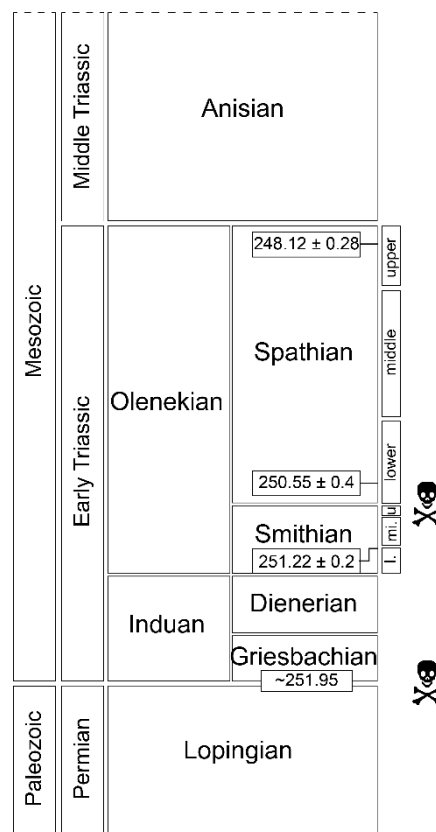 Mesozoic
Paleozoic
Middle Triassic
Early Triassic
Permian
Anisian
Olenekian
Induan
Lopingian
248.12 ± 0.28
Spathian
250.55 ± 0.4
Smithian
251.22 ± 0.2
Dienerian
Griesbachian
~251.95
upper
middle
lower
u
mi.
l.